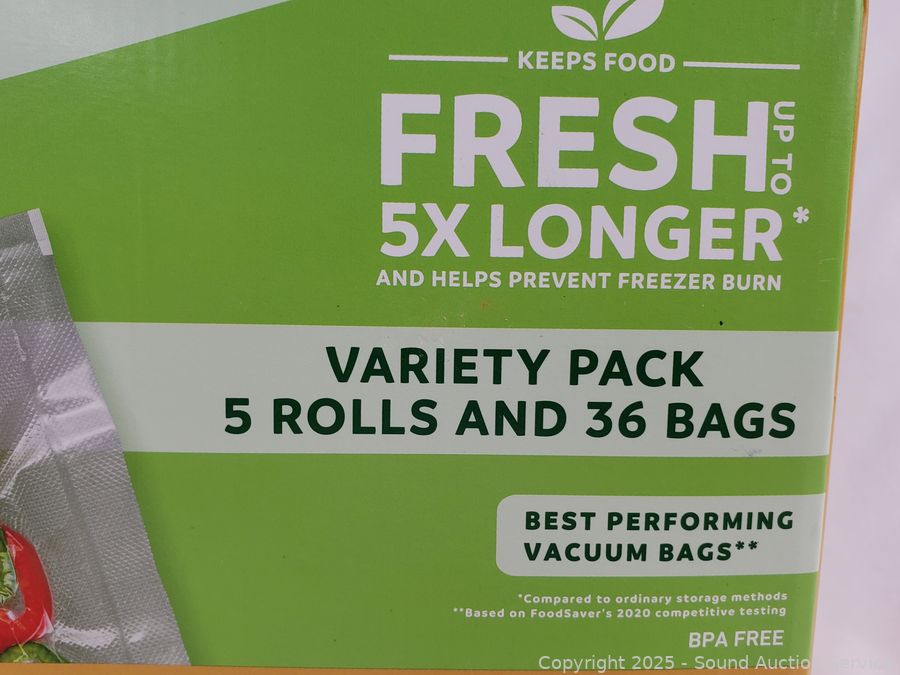 KEEPS FOOD
FRESH UP TO
5X LONGER*
AND HELPS PREVENT FREEZER BURN
VARIETY PACK
5 ROLLS AND 36 BAGS
BEST PERFORMING
VACUUM BAGS**
*Compared to ordinary storage methods
**Based on FoodSaver's 2020 competitive testing
BPA FREE
Copyright 2025 - Sound Auction Service